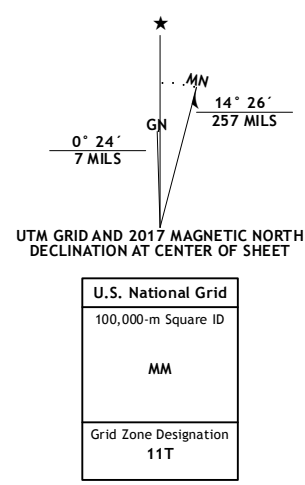 MN
GN
14° 26´
257 MILS
0° 24´
7 MILS
UTM GRID AND 2017 MAGNETIC NORTH
DECLINATION AT CENTER OF SHEET
U.S. National Grid
100,000-m Square ID
MM
Grid Zone Designation
11T